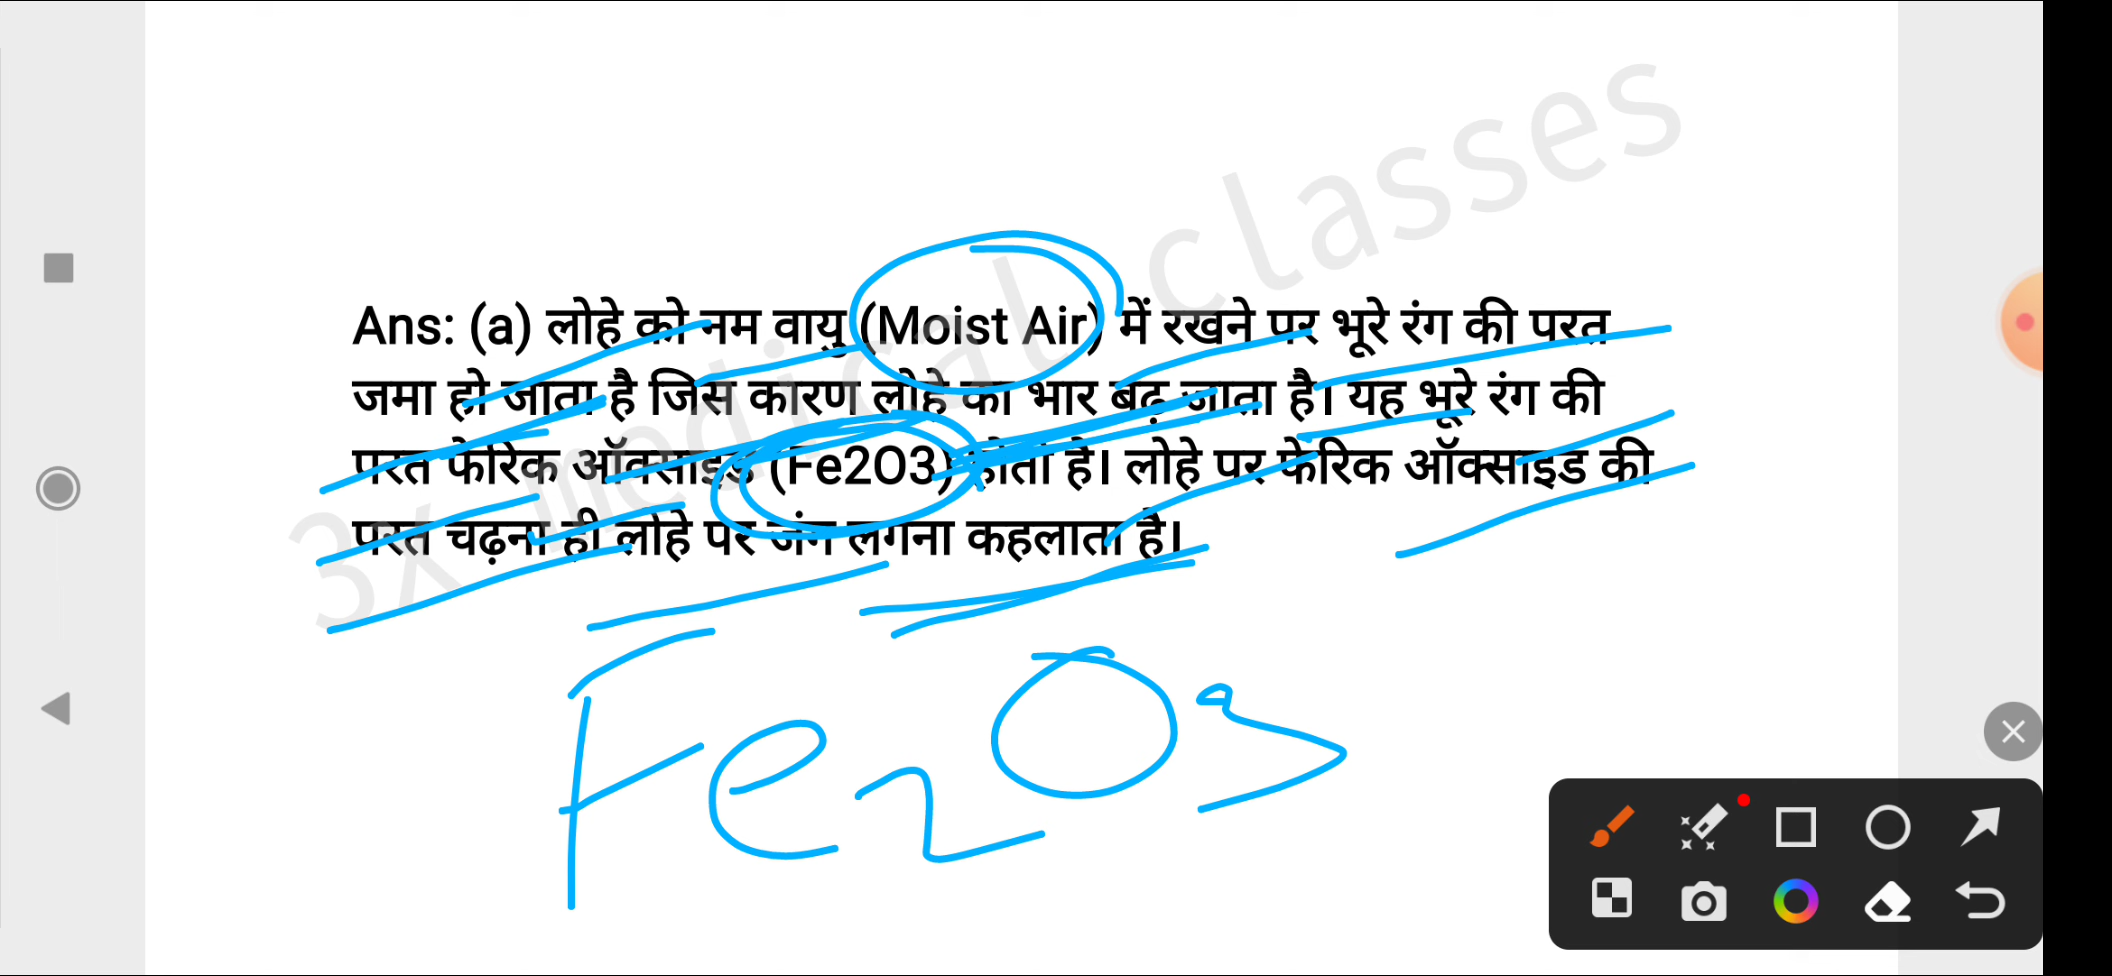 3x medical classes
Ans: (a) लोहे को नम वायु (Moist Air) में रखने पर भूरे रंग की परत
जमा हो जाता है जिस कारण लोहे का भार बढ़ जाता है। यह भूरे रंग की
परत फेरिक ऑक्साइड (Fe2O3) होती है। लोहे पर फेरिक ऑक्साइड की
परत चढ़ना ही लोहे पर जंग लगना कहलाता है।
Fe2O3